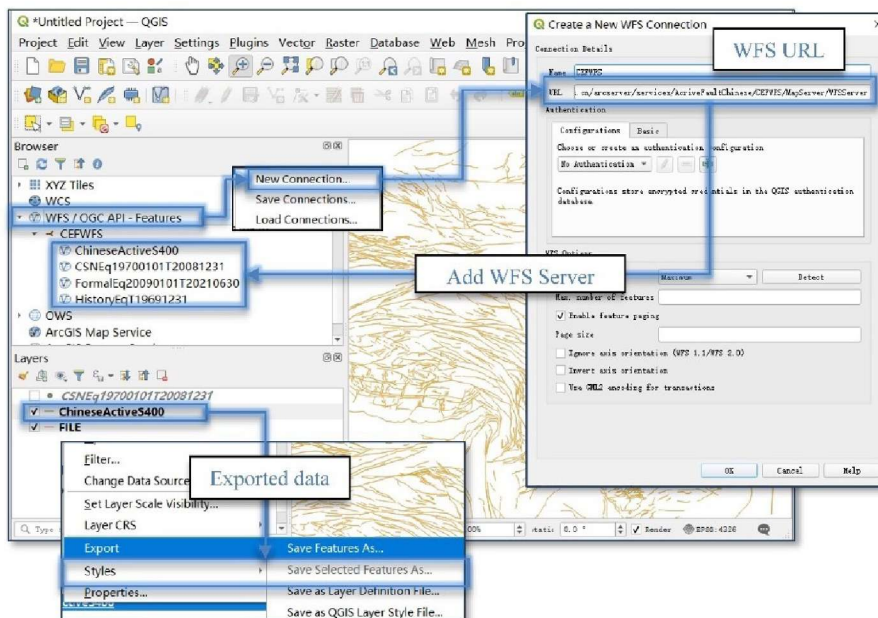 *Untitled Project — QGIS
Project Edit View Layer Settings Plugins Vector Raster Database Web Mesh Pro
Browser
XYZ Tiles
WCS
WFS / OGC API - Features
CEFWFS
ChineseActiveS400
CSNEq19700101T20081231
FormalEq20090101T20210630
HistoryEqT19691231
OWS
ArcGIS Map Service
New Connection...
Save Connections...
Load Connections...
Layers
CSNEq19700101T20081231
ChineseActiveS400
FILE
Filter...
Change Data Source
Set Layer Scale Visibility...
Layer CRS
Export
Styles
Properties...
Exported data
Save Features As...
Save Selected Features As...
Save as Layer Definition File...
Save as QGIS Layer Style File...
Render
EPSG:4326
Create a New WFS Connection
WFS URL
Connection Details
Name CEFWFS
Authentication
Configurations Basic
Choose or create an authentication configuration
No Authentication
Configurations store encrypted credentials in the QGIS authentication
database.
WFS Options
Add WFS Server
Maximum
Detect
Max. number of features
Enable feature paging
Page size
Ignore axis orientation (WFS 1.1/WFS 2.0)
Invert axis orientation
Use GML2 encoding for transactions
OK Cancel Help